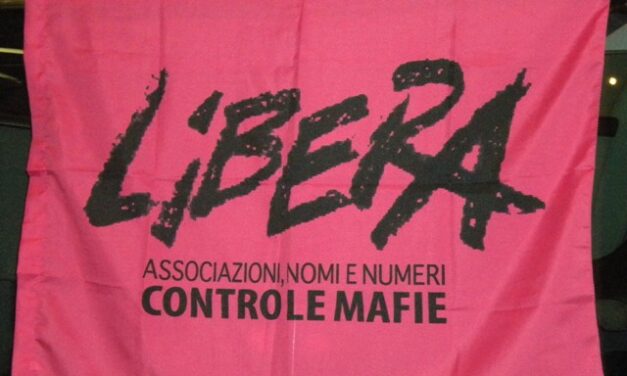 LiBERA
ASSOCIAZIONI, NOMI E NUMERI
CONTRO LE MAFIE